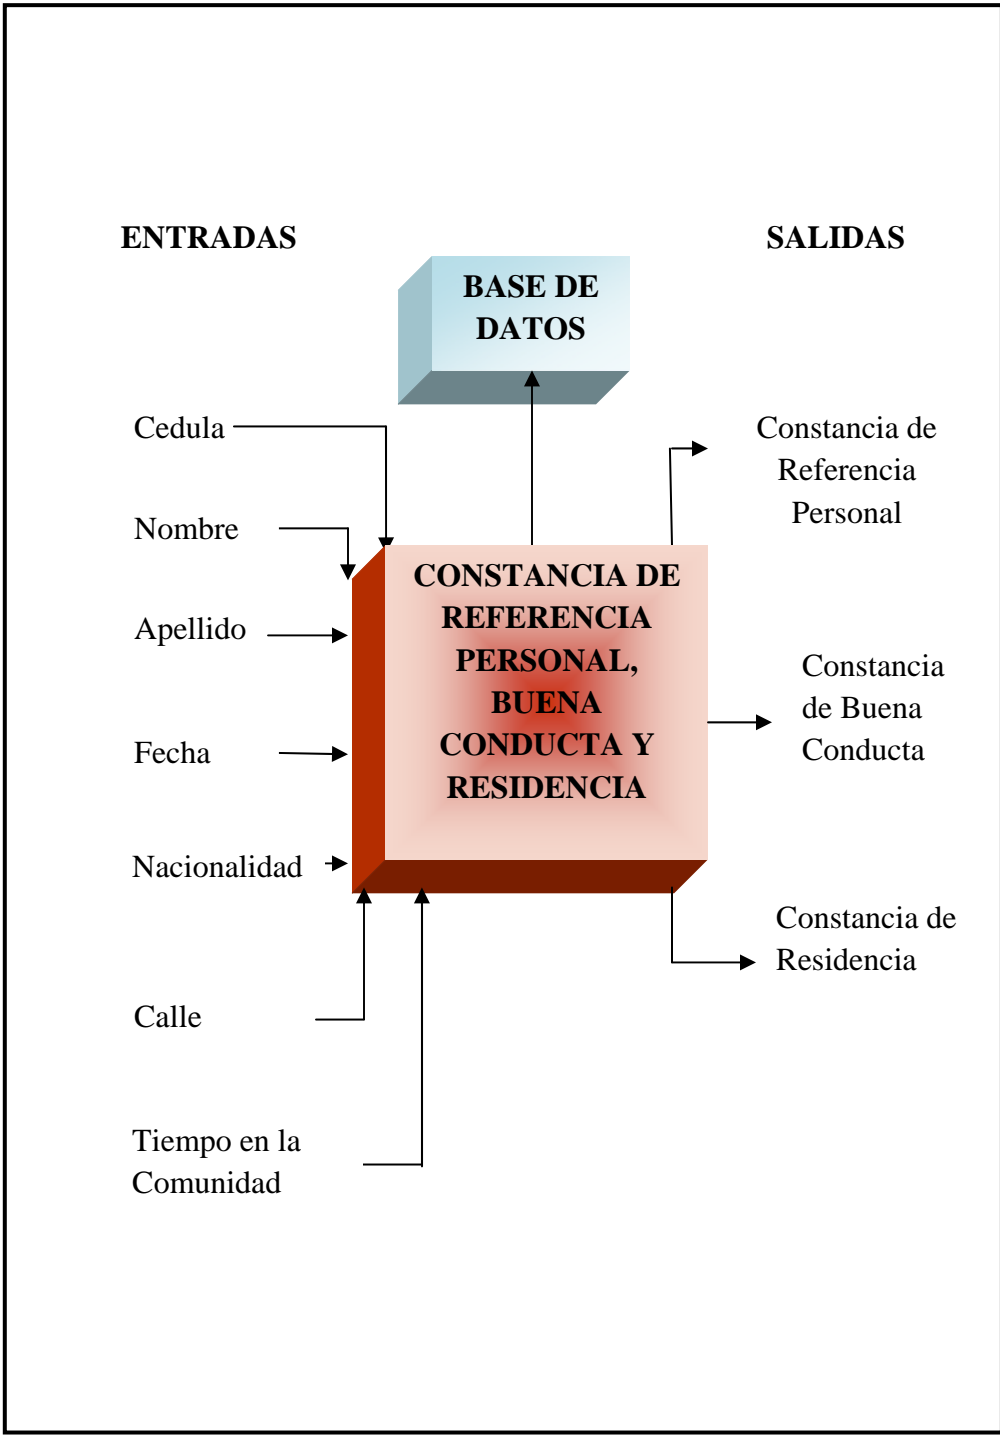 ENTRADAS
SALIDAS
BASE DE
DATOS
Cedula
Nombre
Apellido
Fecha
Nacionalidad
Calle
Tiempo en la
Comunidad
CONSTANCIA DE
REFERENCIA
PERSONAL,
BUENA
CONDUCTA Y
RESIDENCIA
Constancia de
Referencia
Personal
Constancia
de Buena
Conducta
Constancia de
Residencia